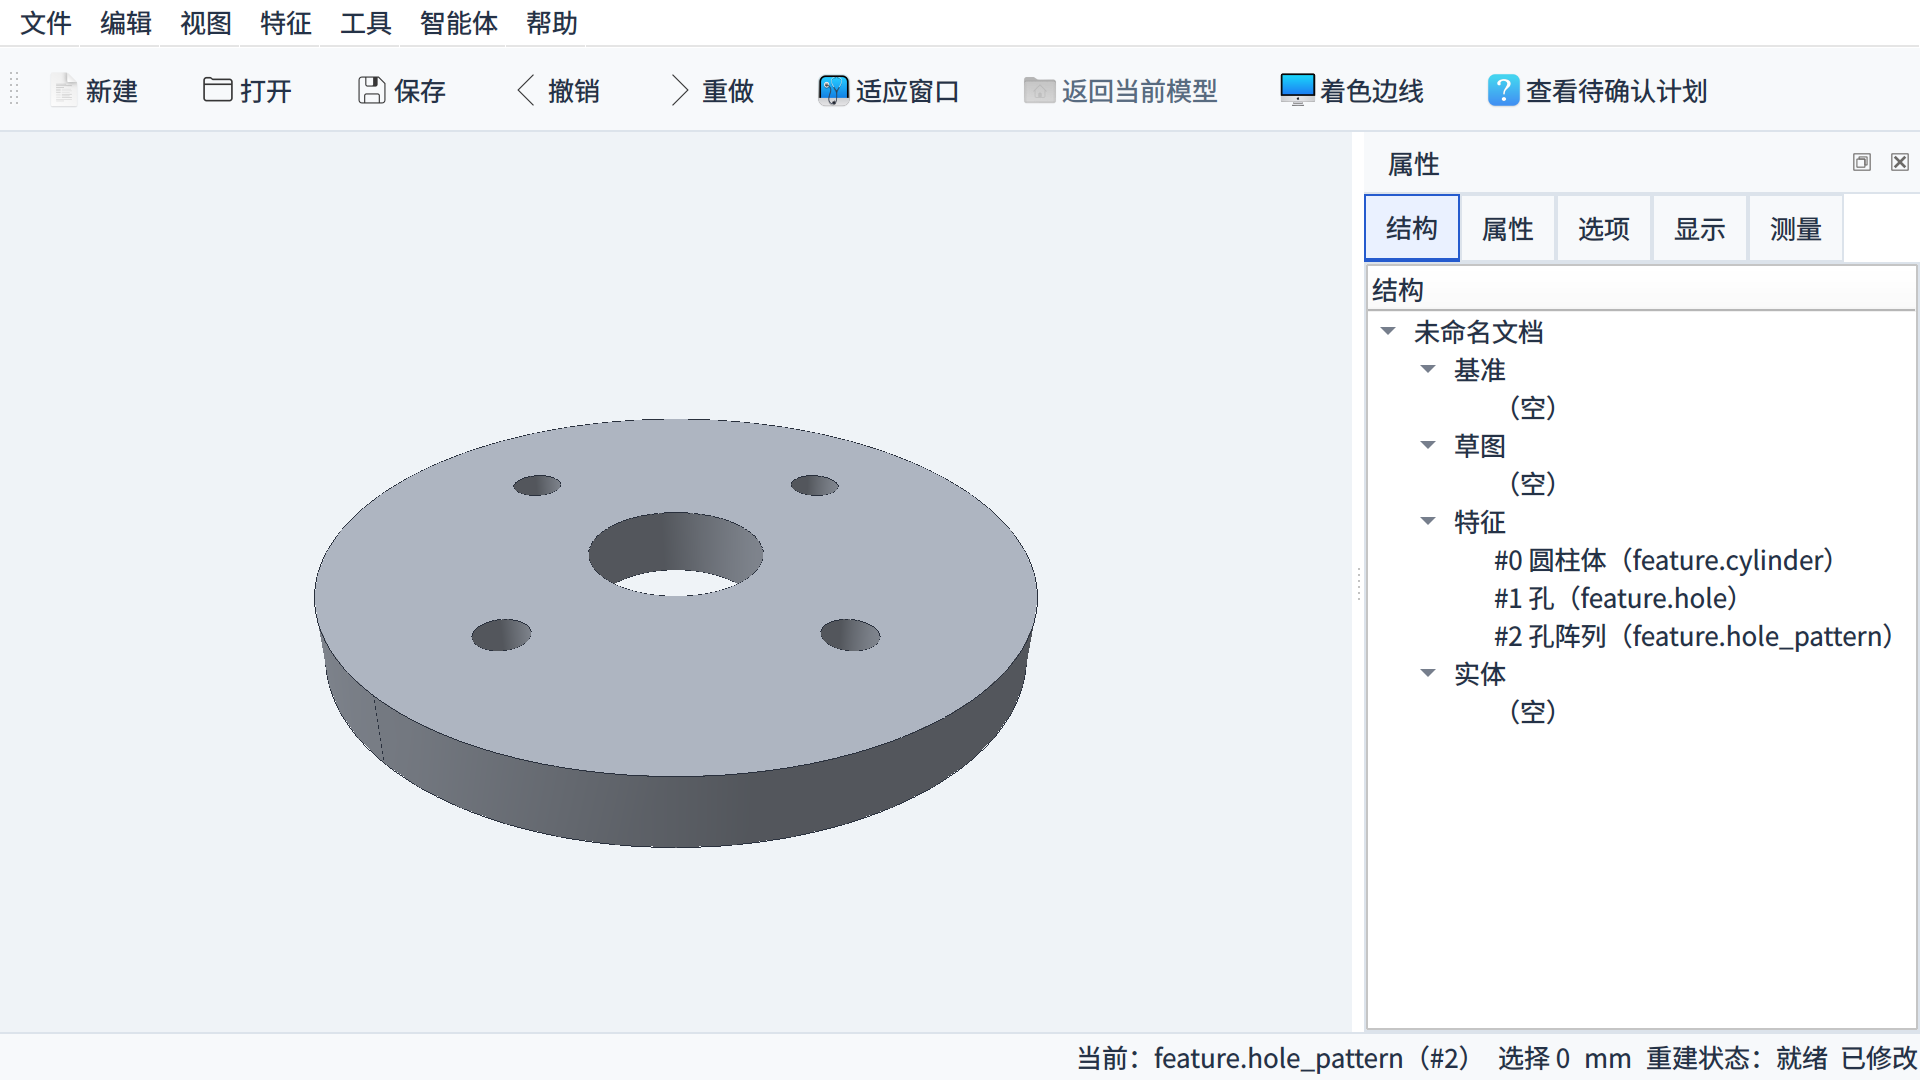 文件 编辑 视图 特征 工具 智能体 帮助
新建 打开 保存 撤销 重做 适应窗口 返回当前模型 着色边线 查看待确认计划
属性
结构 属性 选项 显示 测量
结构
未命名文档
基准
（空）
草图
（空）
特征
#0 圆柱体（feature.cylinder）
#1 孔（feature.hole）
#2 孔阵列（feature.hole_pattern）
实体
（空）
当前：feature.hole_pattern（#2） 选择 0 mm 重建状态：就绪 已修改